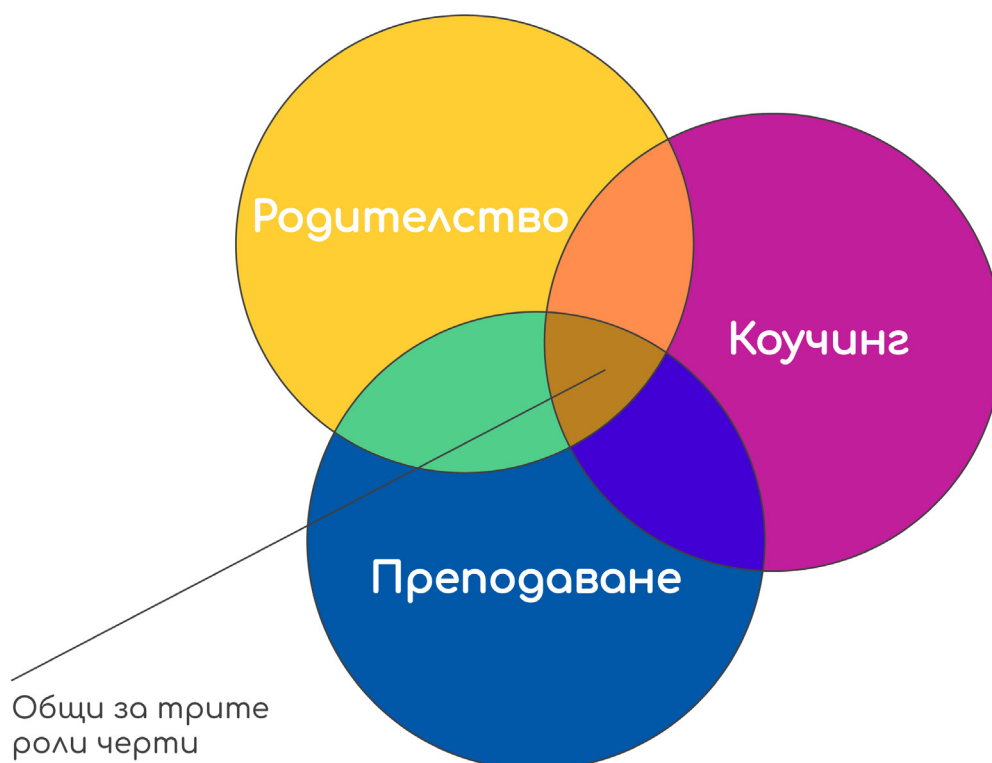 Родителство
Коучинг
Преподаване
Общи за трите
роли черти